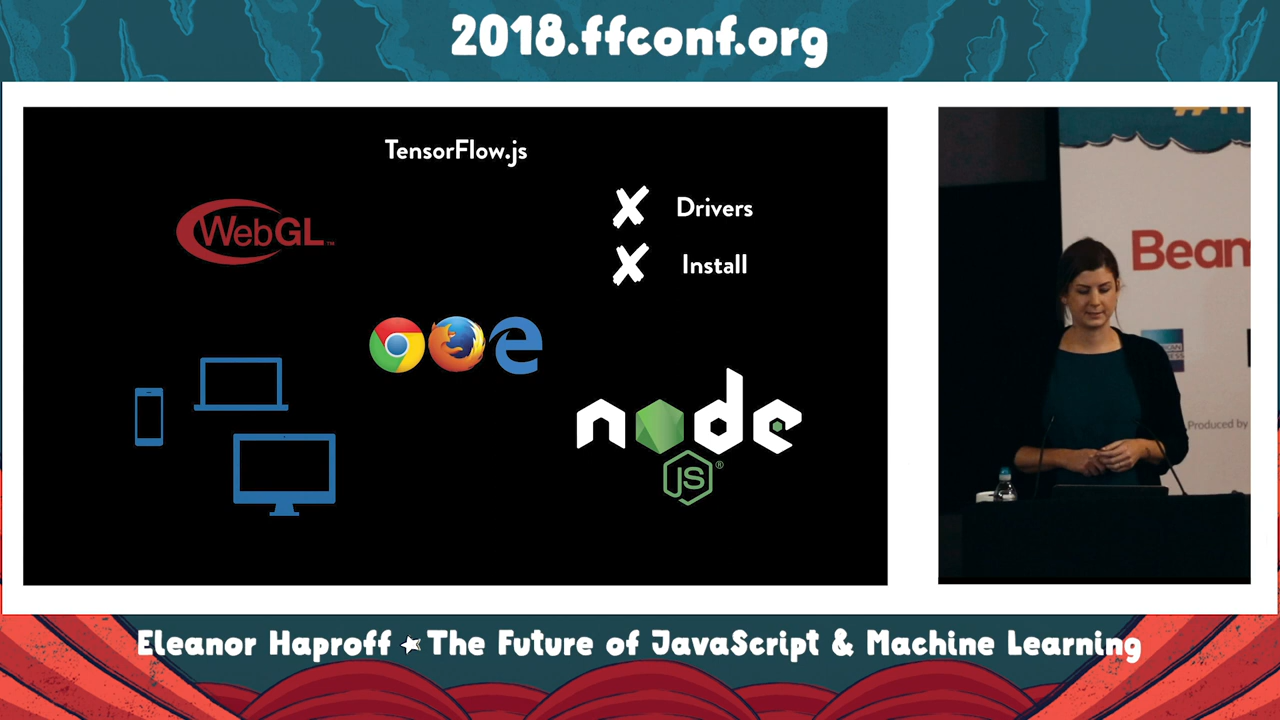 2018.ffconf.org
TensorFlow.js
WebGL™
Drivers
Install
node
JS®
Beam
Produced by
Eleanor Haproff ★ The Future of JavaScript & Machine Learning